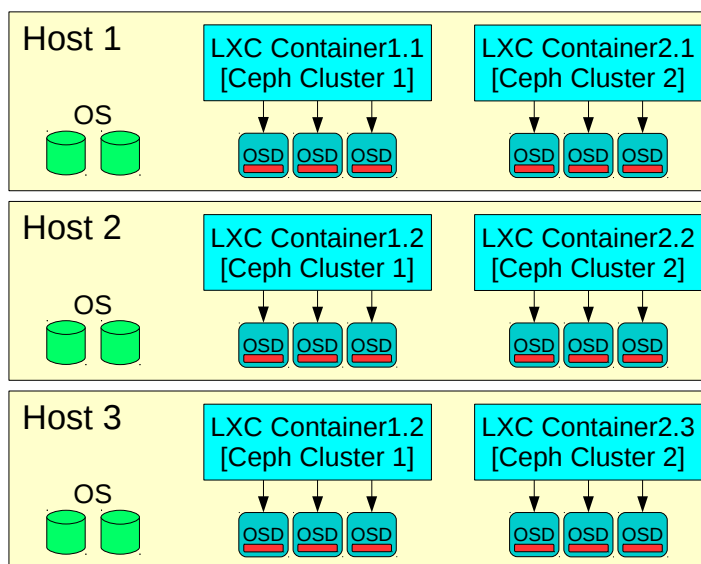 Host 1
LXC Container1.1
[Ceph Cluster 1]
LXC Container2.1
[Ceph Cluster 2]
OS
OSD OSD OSD
OSD OSD OSD
Host 2
LXC Container1.2
[Ceph Cluster 1]
LXC Container2.2
[Ceph Cluster 2]
OS
OSD OSD OSD
OSD OSD OSD
Host 3
LXC Container1.2
[Ceph Cluster 1]
LXC Container2.3
[Ceph Cluster 2]
OS
OSD OSD OSD
OSD OSD OSD